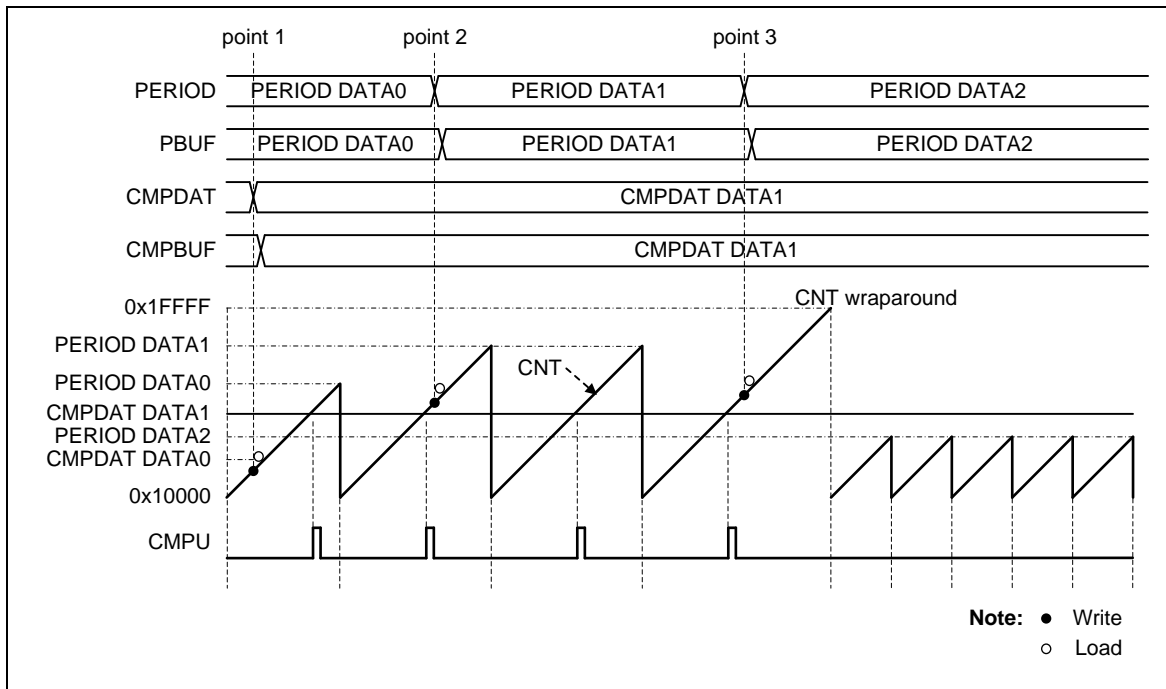 point 1 point 2 point 3
PERIOD PERIOD DATA0 PERIOD DATA1 PERIOD DATA2
PBUF PERIOD DATA0 PERIOD DATA1 PERIOD DATA2
CMPDAT CMPDAT DATA1
CMPBUF CMPDAT DATA1
0x1FFFF CNT wraparound
PERIOD DATA1
PERIOD DATA0 CNT
CMPDAT DATA1
PERIOD DATA2
CMPDAT DATA0
0x10000
CMPU
Note: ● Write
○ Load